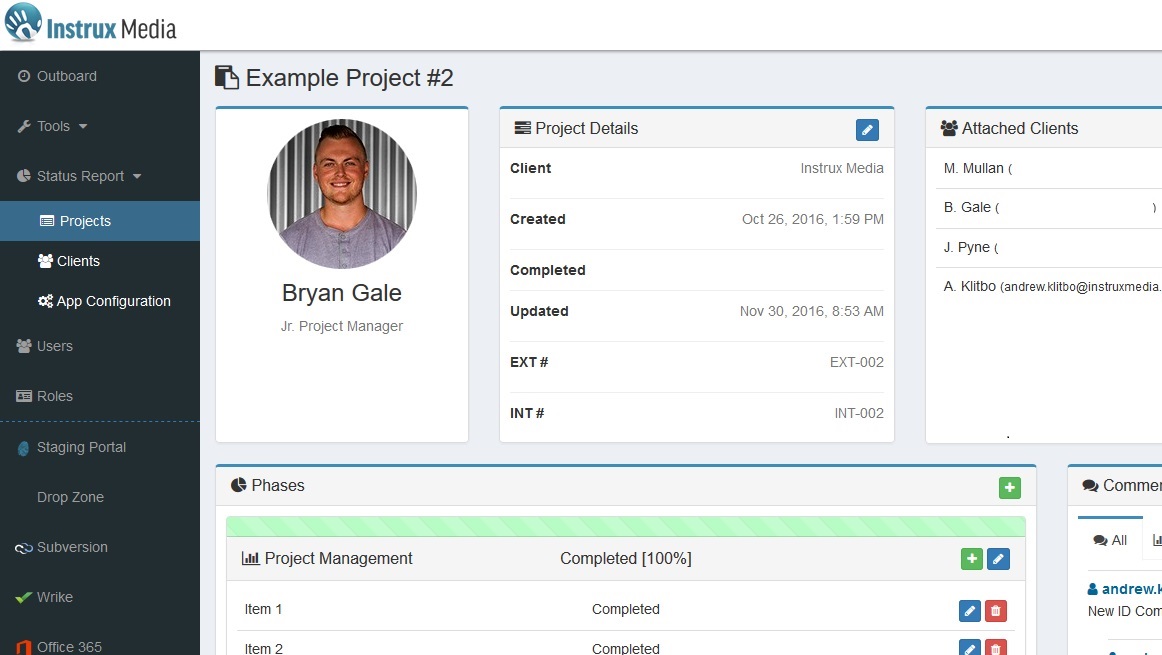 Instrux Media
Outboard
Tools
Status Report
Projects
Clients
App Configuration
Users
Roles
Staging Portal
Drop Zone
Subversion
Wrike
Office 365
Example Project #2
Bryan Gale
Jr. Project Manager
Project Details
Client Instrux Media
Created Oct 26, 2016, 1:59 PM
Completed
Updated Nov 30, 2016, 8:53 AM
EXT # EXT-002
INT # INT-002
Attached Clients
M. Mullan (
B. Gale ( )
J. Pyne (
A. Klitbo (andrew.klitbo@instruxmedia.
Phases
Project Management Completed [100%]
Item 1 Completed
Item 2 Completed
Commen
All
andrew.k
New ID Com